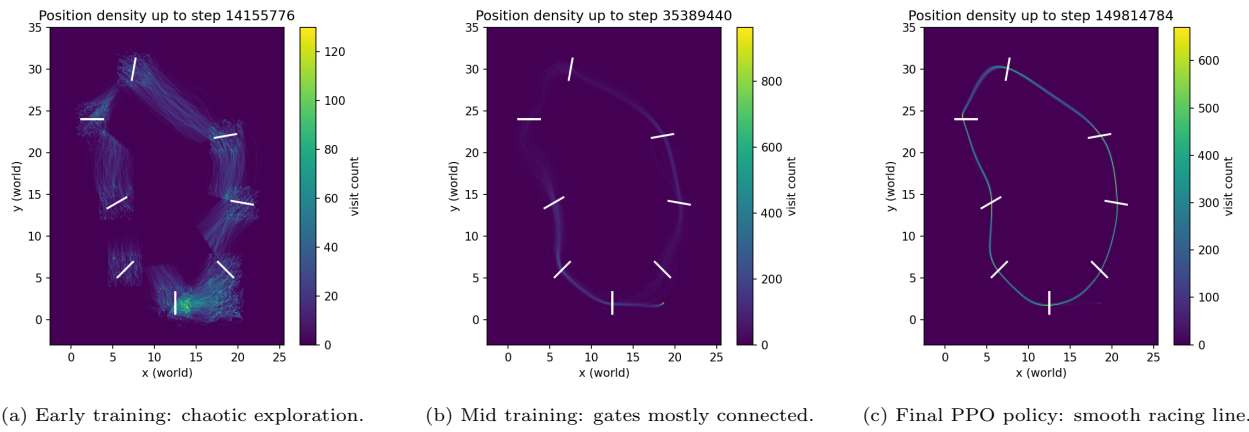 Position density up to step 14155776
35
30
25
20
15
10
5
0
y (world)
0 5 10 15 20 25
x (world)
120
100
80
60
40
20
0
visit count
(a) Early training: chaotic exploration.
Position density up to step 35389440
35
30
25
20
15
10
5
0
y (world)
0 5 10 15 20 25
x (world)
800
600
400
200
0
visit count
(b) Mid training: gates mostly connected.
Position density up to step 149814784
35
30
25
20
15
10
5
0
y (world)
0 5 10 15 20 25
x (world)
600
500
400
300
200
100
0
visit count
(c) Final PPO policy: smooth racing line.